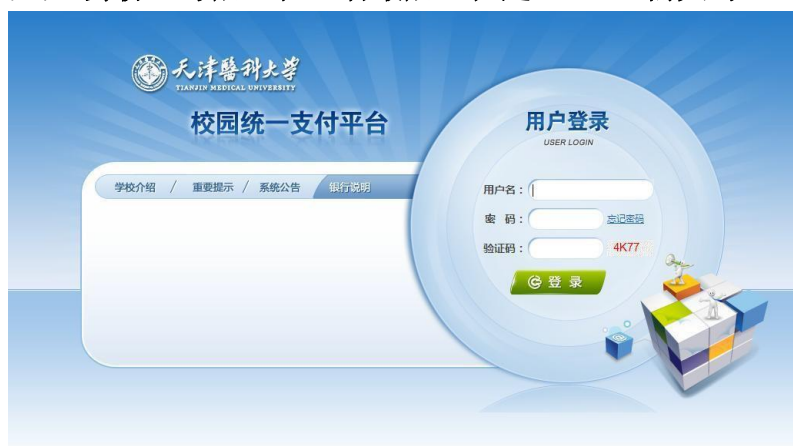 天津醫科大学
TIANJIN MEDICAL UNIVERSITY
校园统一支付平台
学校介绍 / 重要提示 / 系统公告 银行说明
用户登录
USER LOGIN
用户名：
密 码： 忘记密码
验证码： 4K77
登 录